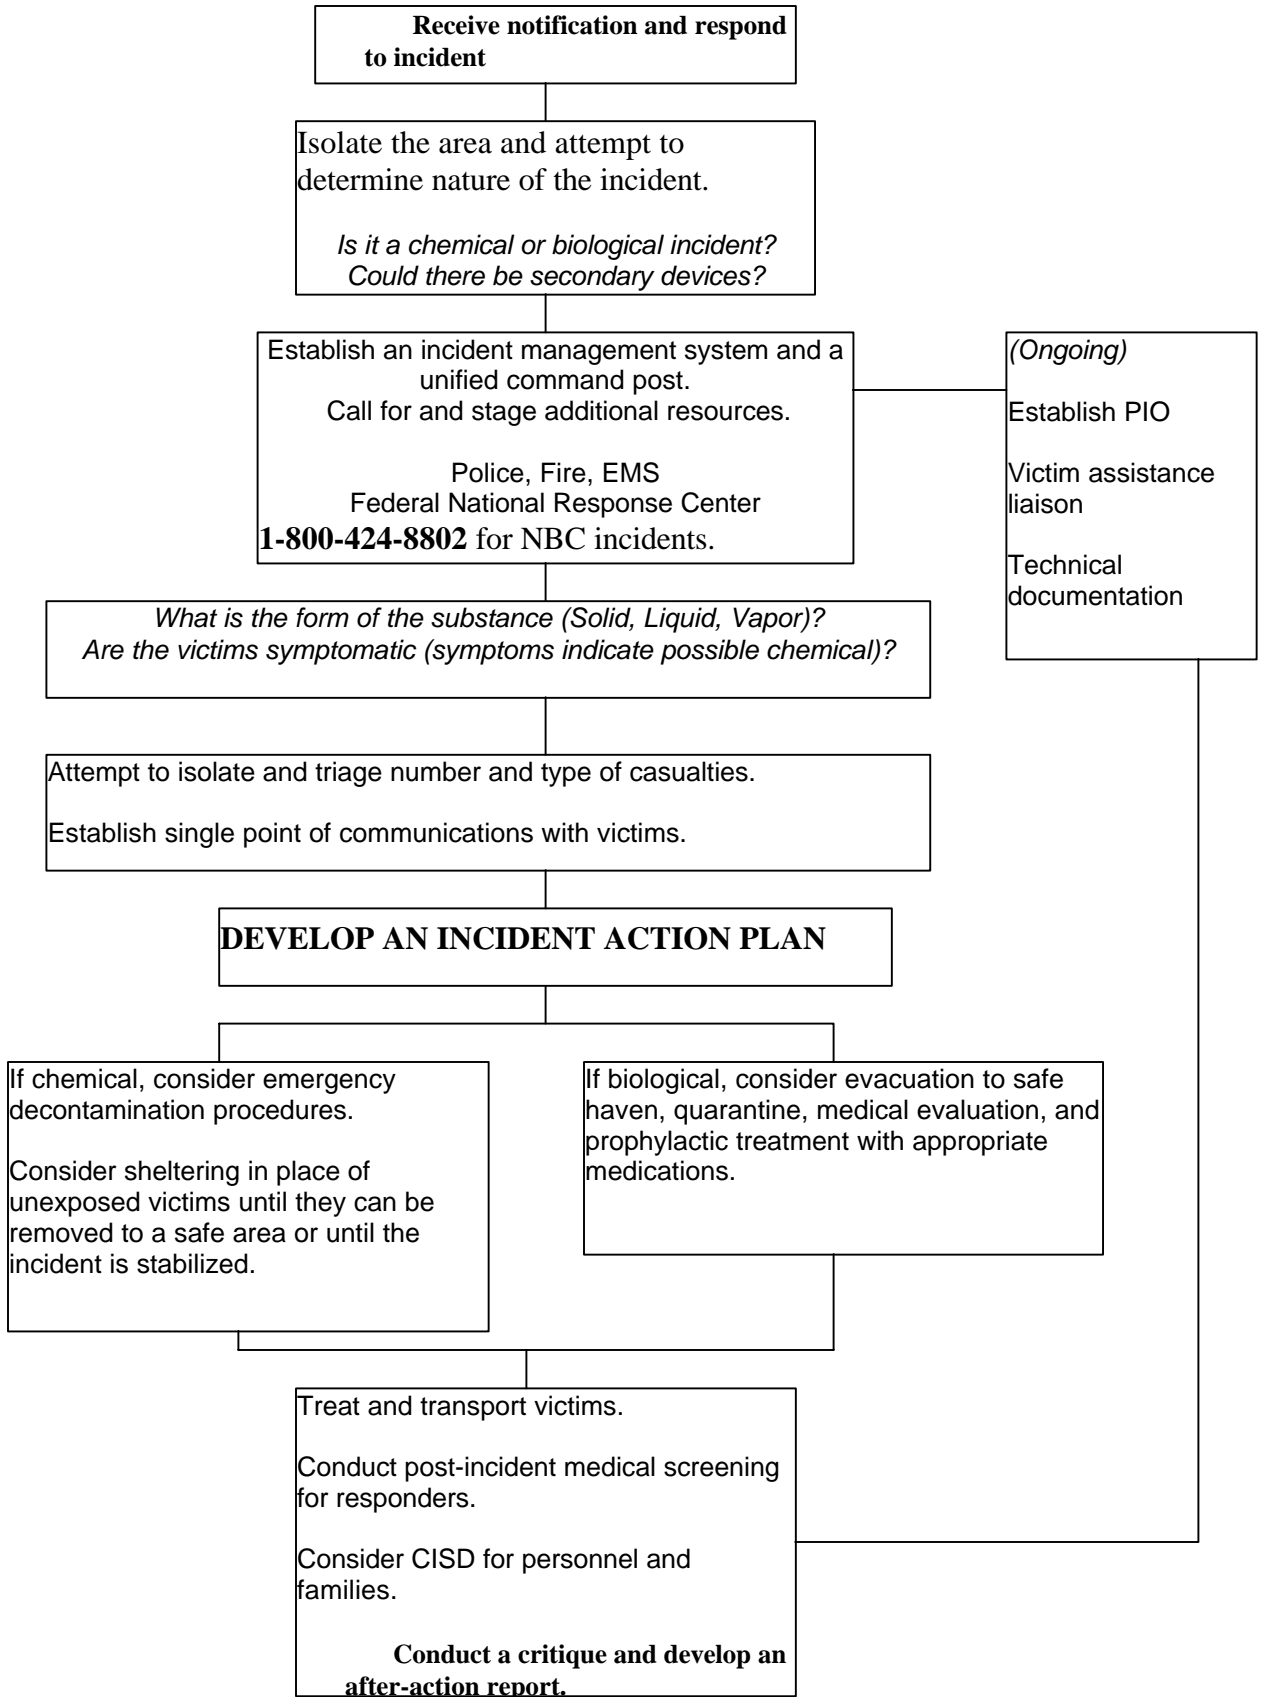 Receive notification and respond
to incident
Isolate the area and attempt to
determine nature of the incident.
Is it a chemical or biological incident?
Could there be secondary devices?
Establish an incident management system and a
unified command post.
Call for and stage additional resources.
Police, Fire, EMS
Federal National Response Center
1-800-424-8802 for NBC incidents.
(Ongoing)
Establish PIO
Victim assistance
liaison
Technical
documentation
What is the form of the substance (Solid, Liquid, Vapor)?
Are the victims symptomatic (symptoms indicate possible chemical)?
Attempt to isolate and triage number and type of casualties.
Establish single point of communications with victims.
DEVELOP AN INCIDENT ACTION PLAN
If chemical, consider emergency
decontamination procedures.
Consider sheltering in place of
unexposed victims until they can be
removed to a safe area or until the
incident is stabilized.
If biological, consider evacuation to safe
haven, quarantine, medical evaluation, and
prophylactic treatment with appropriate
medications.
Treat and transport victims.
Conduct post-incident medical screening
for responders.
Consider CISD for personnel and
families.
Conduct a critique and develop an
after-action report.